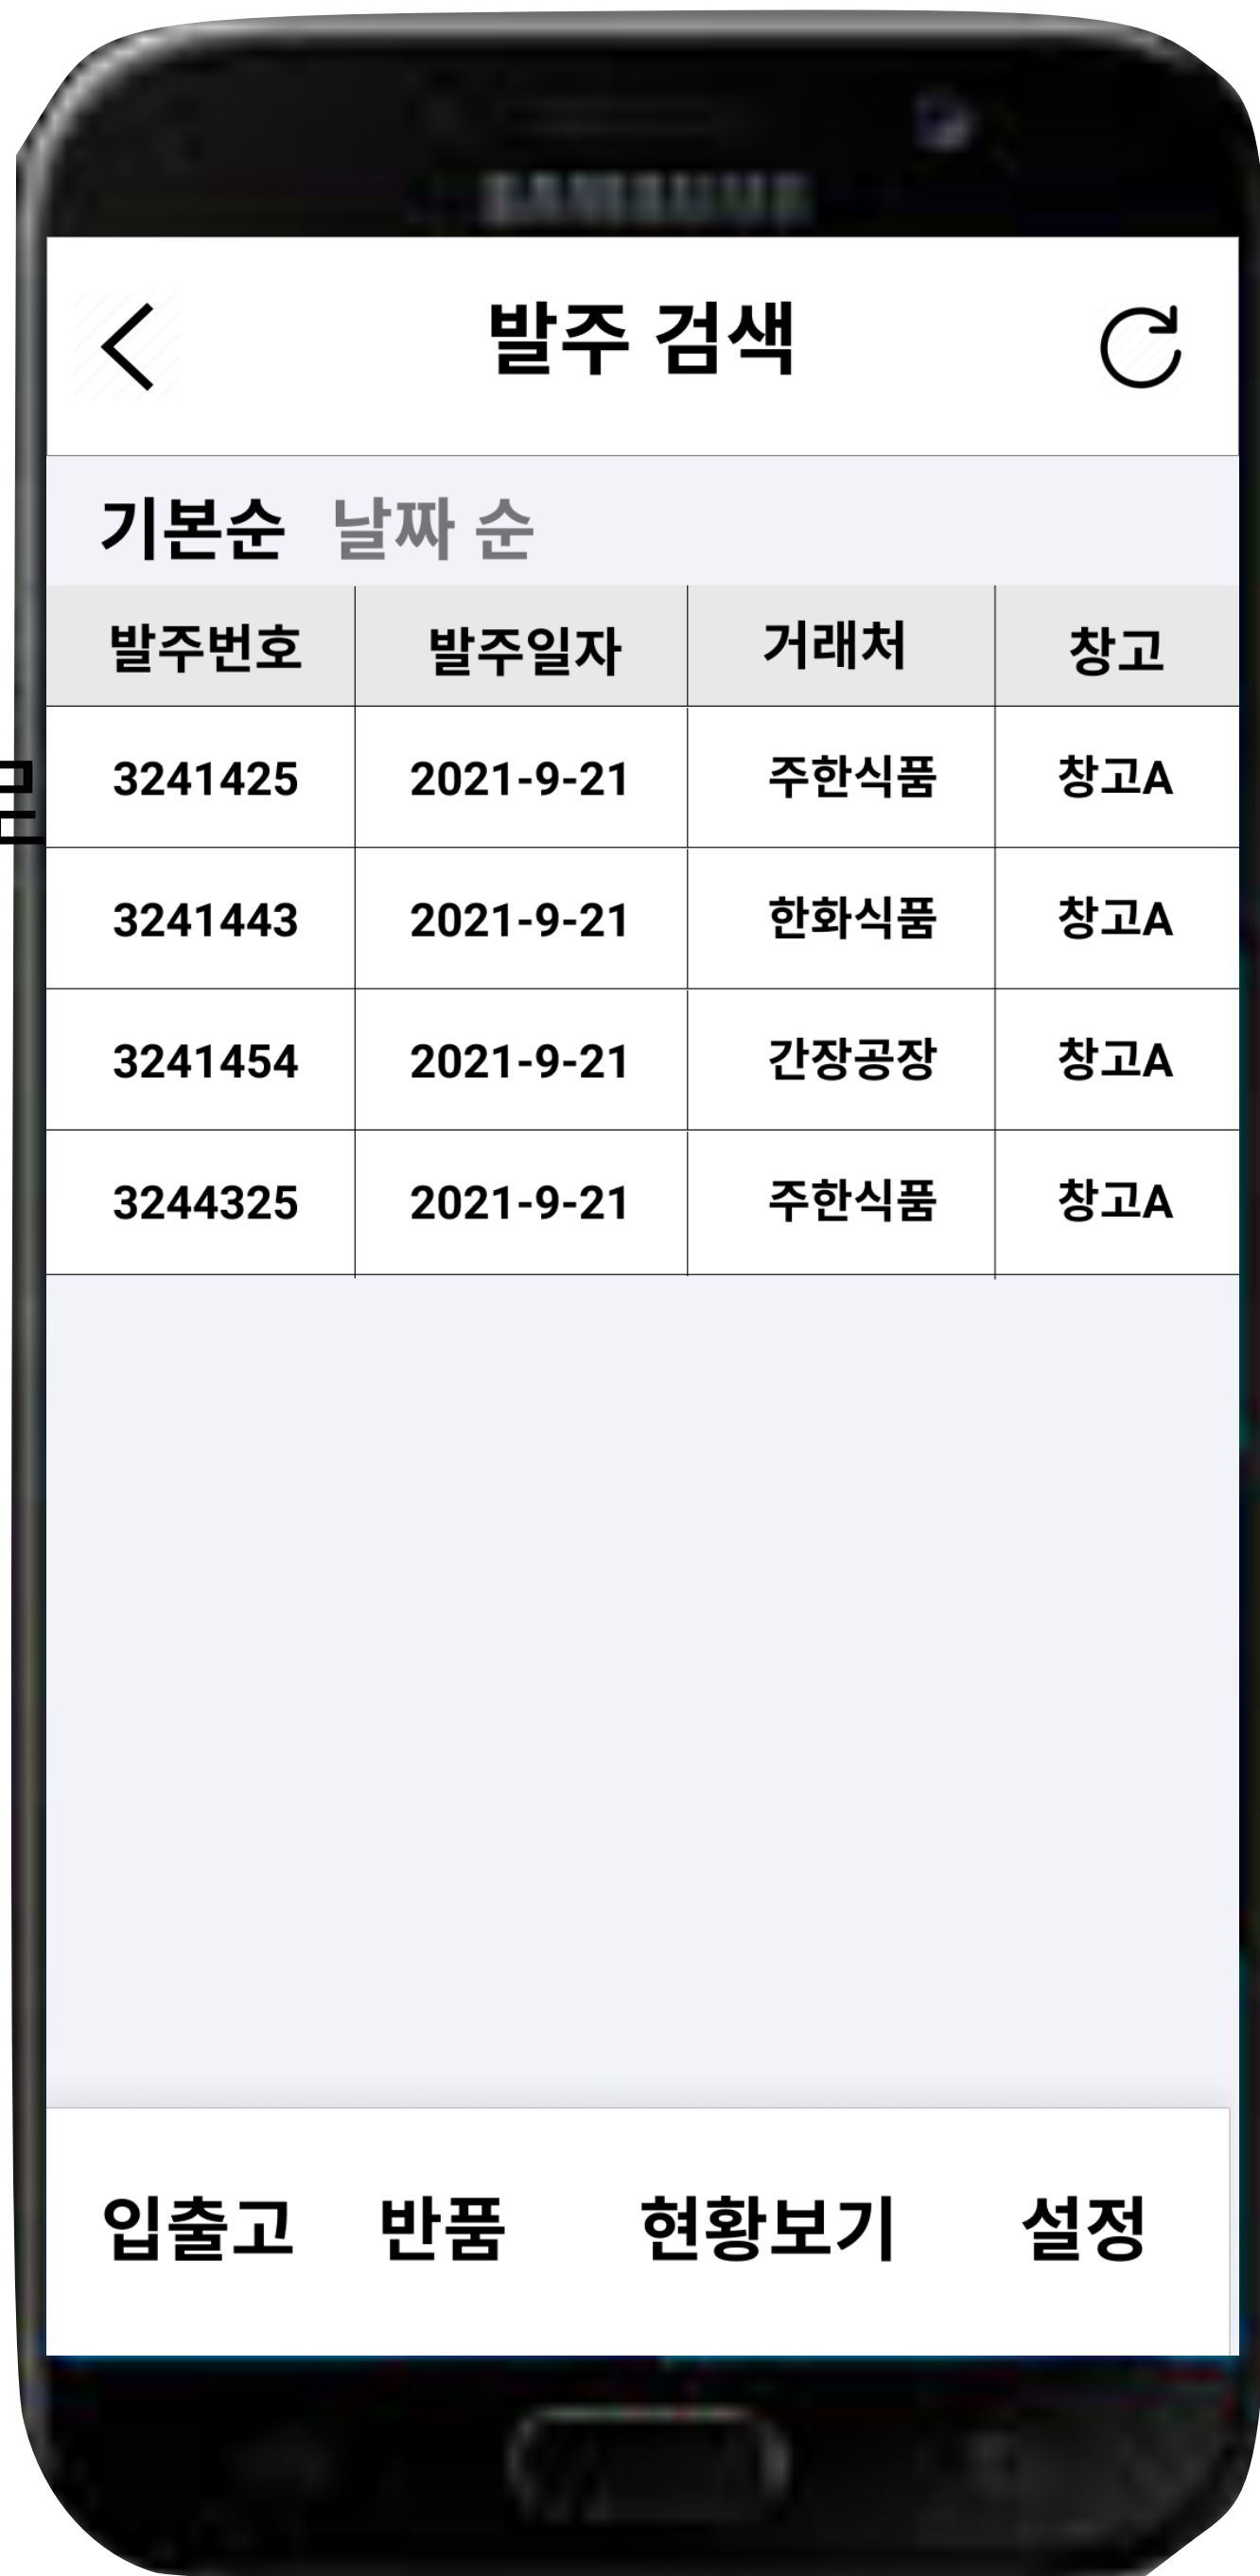 SAMSUNG
발주 검색
기본순 날짜 순
발주번호 발주일자 거래처 창고
3241425 2021-9-21 주한식품 창고A
3241443 2021-9-21 한화식품 창고A
3241454 2021-9-21 간장공장 창고A
3244325 2021-9-21 주한식품 창고A
입출고 반품 현황보기 설정